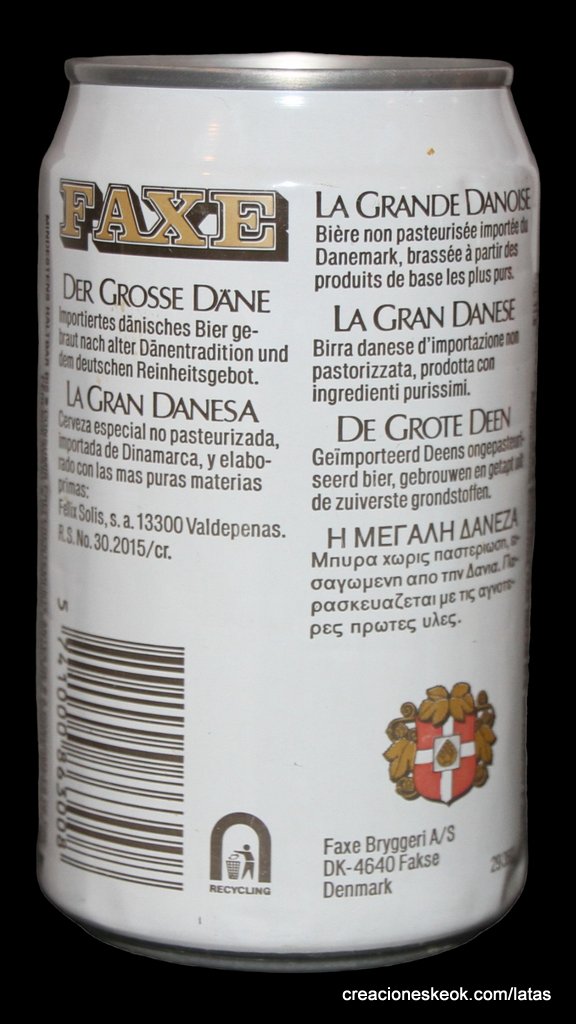 FAXE
DER GROSSE DÄNE
Importiertes dänisches Bier ge-
braut nach alter Dänentradition und
dem deutschen Reinheitsgebot.
LA GRAN DANESA
Cerveza especial no pasteurizada,
importada de Dinamarca, y elabo-
rado con las mas puras materias
primas:
Felix Solis, s.a. 13300 Valdepenas.
R.S. No. 30.2015/cr.
5 741000 863008
RECYCLING
LA GRANDE DANOISE
Bière non pasteurisée importée du
Danemark, brassée à partir des
produits de base les plus purs.
LA GRAN DANESE
Birra danese d'importazione non
pastorizzata, prodotta con
ingredienti purissimi.
DE GROTE DEEN
Geïmporteerd Deens ongepasteuri-
seerd bier, gebrouwen en getapt uit
de zuiverste grondstoffen.
Η ΜΕΓΑΛΗ ΔΑΝΕΖΑ
Μπυρα χωρις παστεριωση, ει-
σαγωμενη απο την Δανια. Πα-
ρασκευαζεται με τις αγνοτε-
ρες πρωτες υλες.
Faxe Bryggeri A/S
DK-4640 Fakse
Denmark
MINDESTENS HALTBAR BIS
creacioneskeok.com/latas